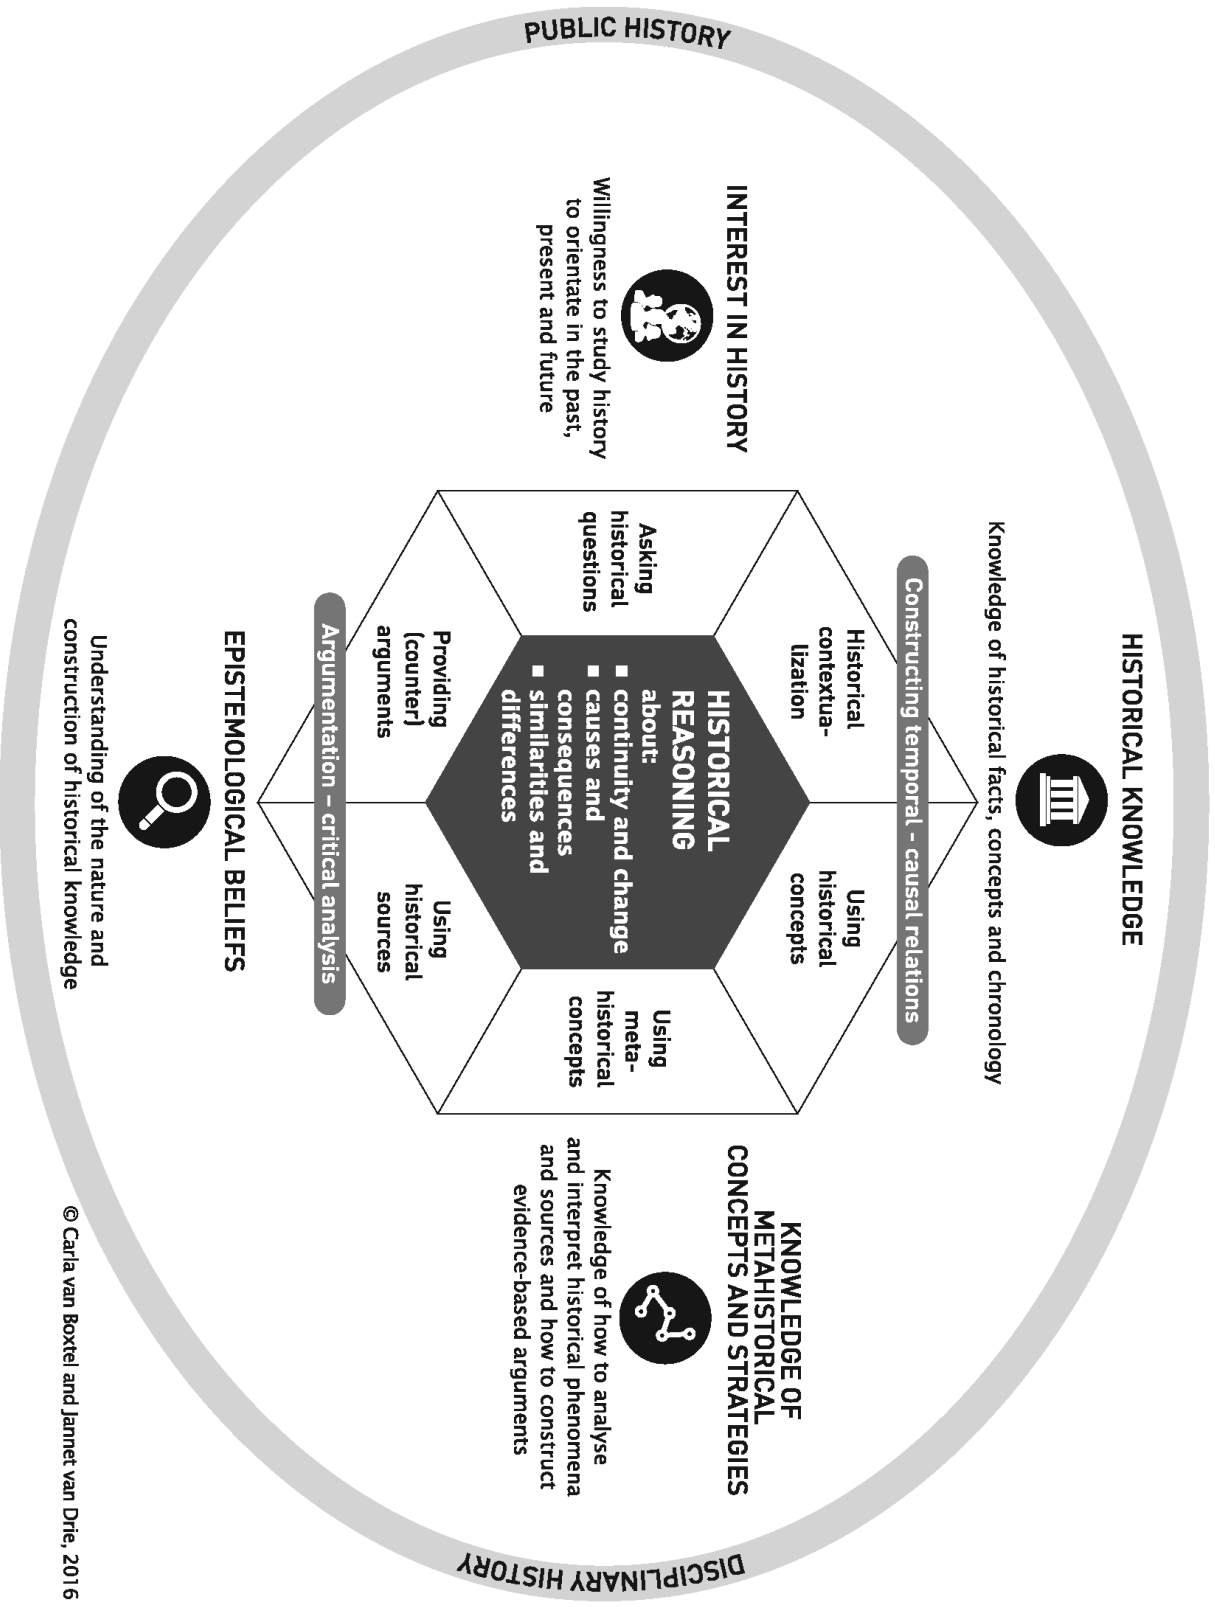 HISTORICAL KNOWLEDGE
Knowledge of historical facts, concepts and chronology
Constructing temporal – causal relations
PUBLIC HISTORY
INTEREST IN HISTORY
Willingness to study history
to orientate in the past,
present and future
Historical
contextua-
lization
Using
historical
concepts
Asking
historical
questions
HISTORICAL
REASONING
about:
▪ continuity and change
▪ causes and
consequences
▪ similarities and
differences
Using
meta-
historical
concepts
Providing
(counter)
arguments
Using
historical
sources
KNOWLEDGE OF
METAHISTORICAL
CONCEPTS AND STRATEGIES
Knowledge of how to analyse
and interpret historical phenomena
and sources and how to construct
evidence-based arguments
DISCIPLINARY HISTORY
Argumentation – critical analysis
EPISTEMOLOGICAL BELIEFS
Understanding of the nature and
construction of historical knowledge
© Carla van Boxtel and Jannet van Drie, 2016